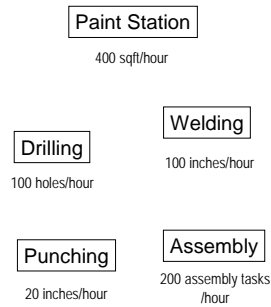 Paint Station
400 sqft/hour
Welding
100 inches/hour
Drilling
100 holes/hour
Assembly
200 assembly tasks
/hour
Punching
20 inches/hour